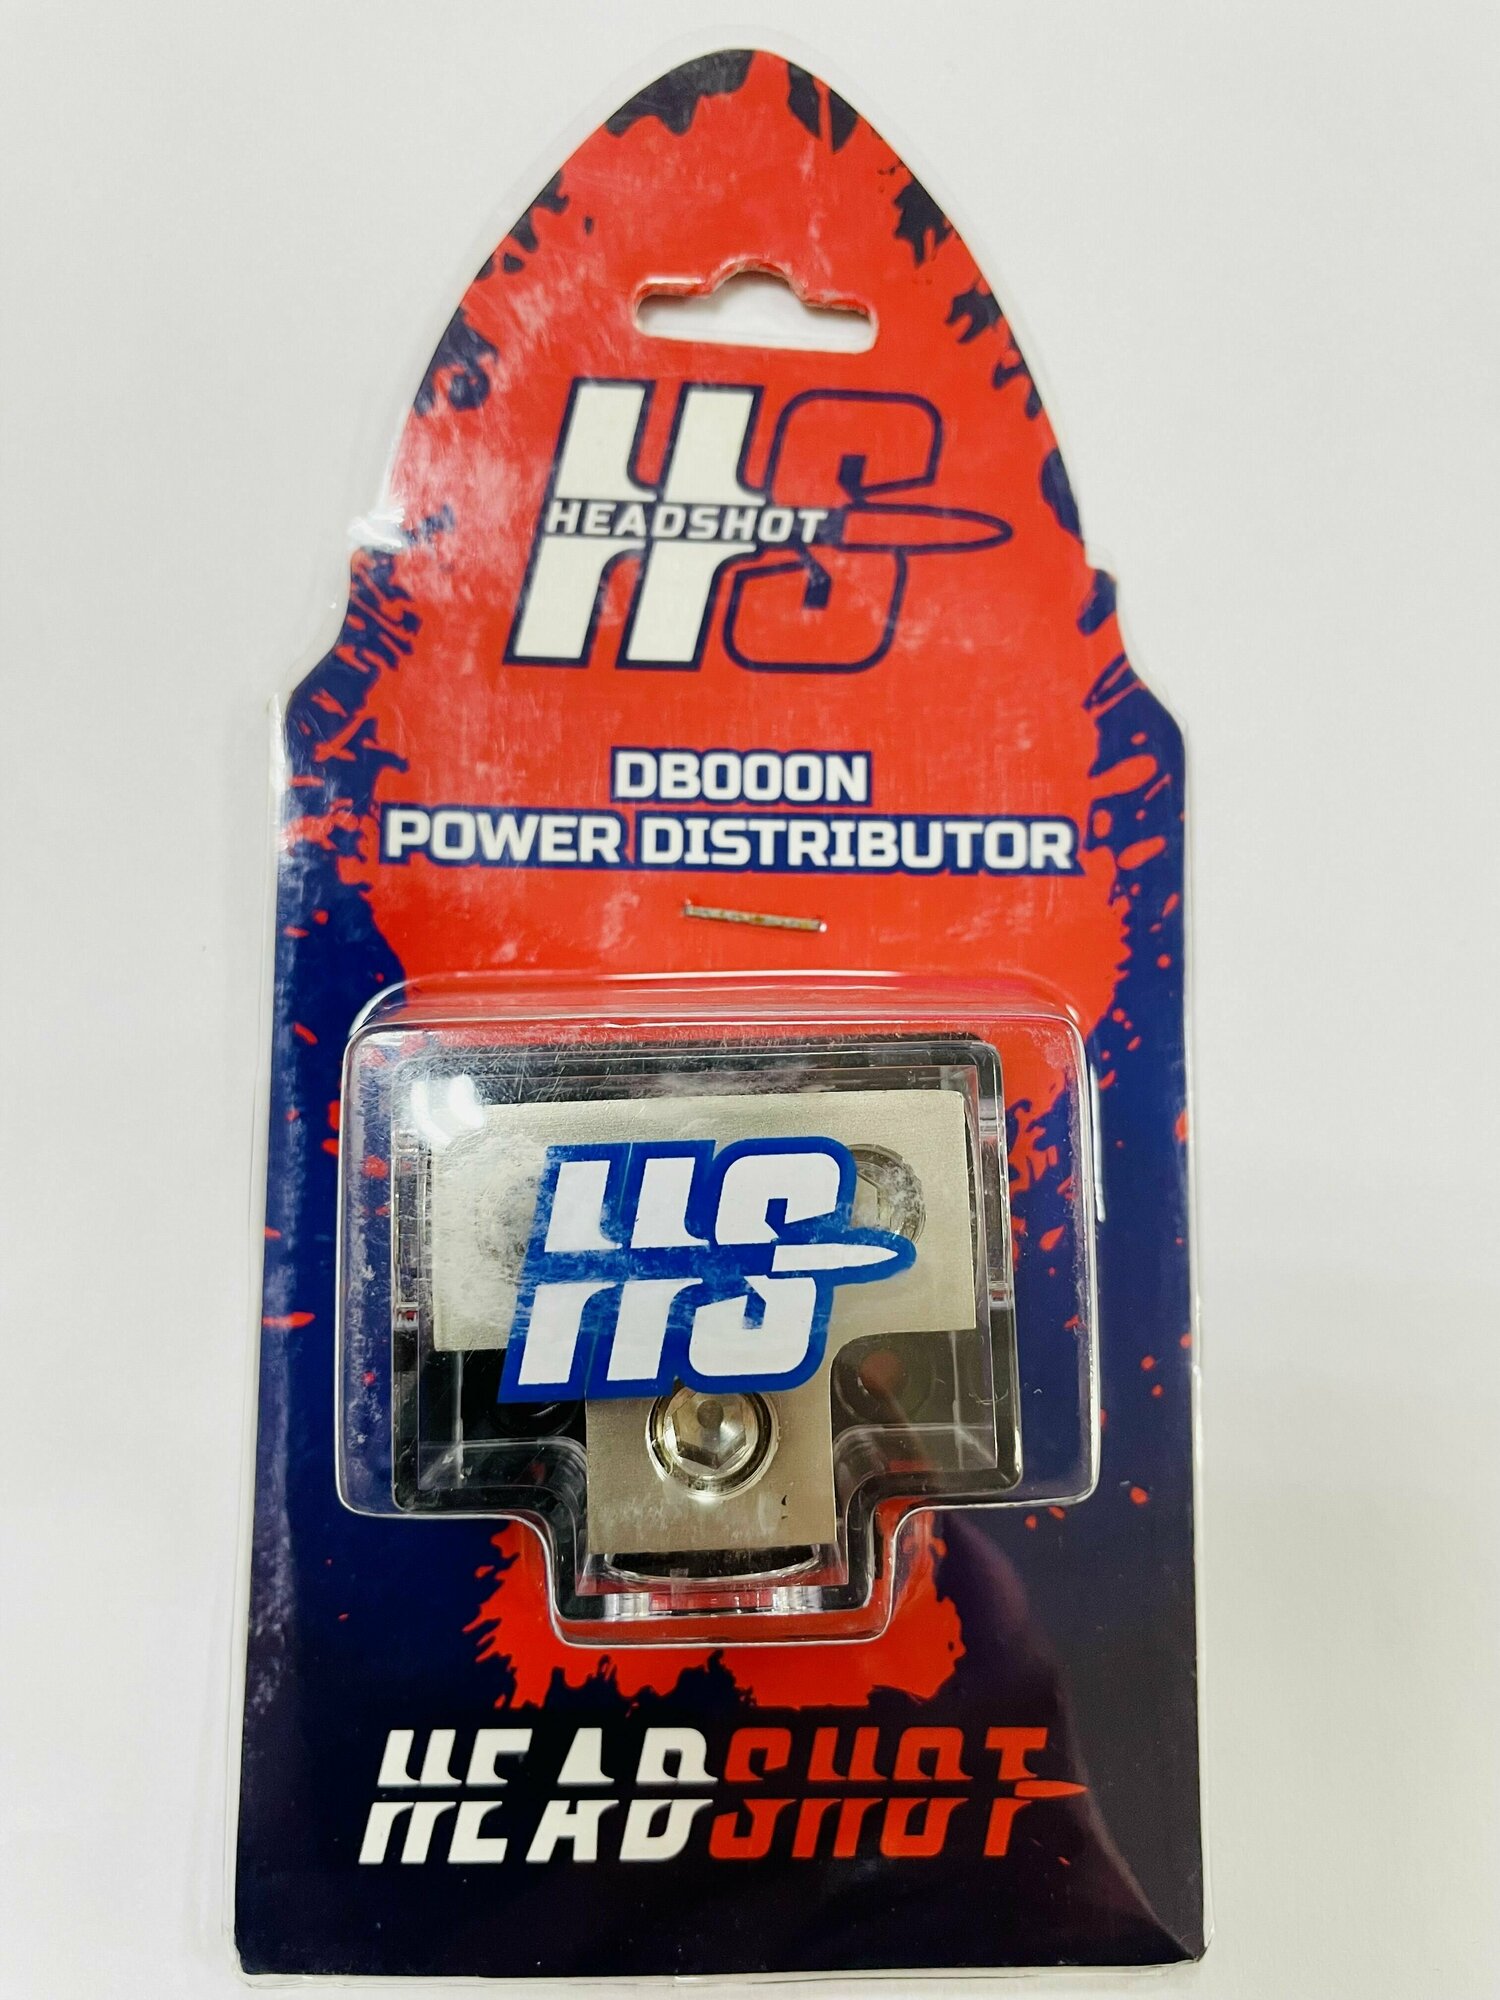 HS
HEADSHOT
DB000N
POWER DISTRIBUTOR
HS
HEADSHOT